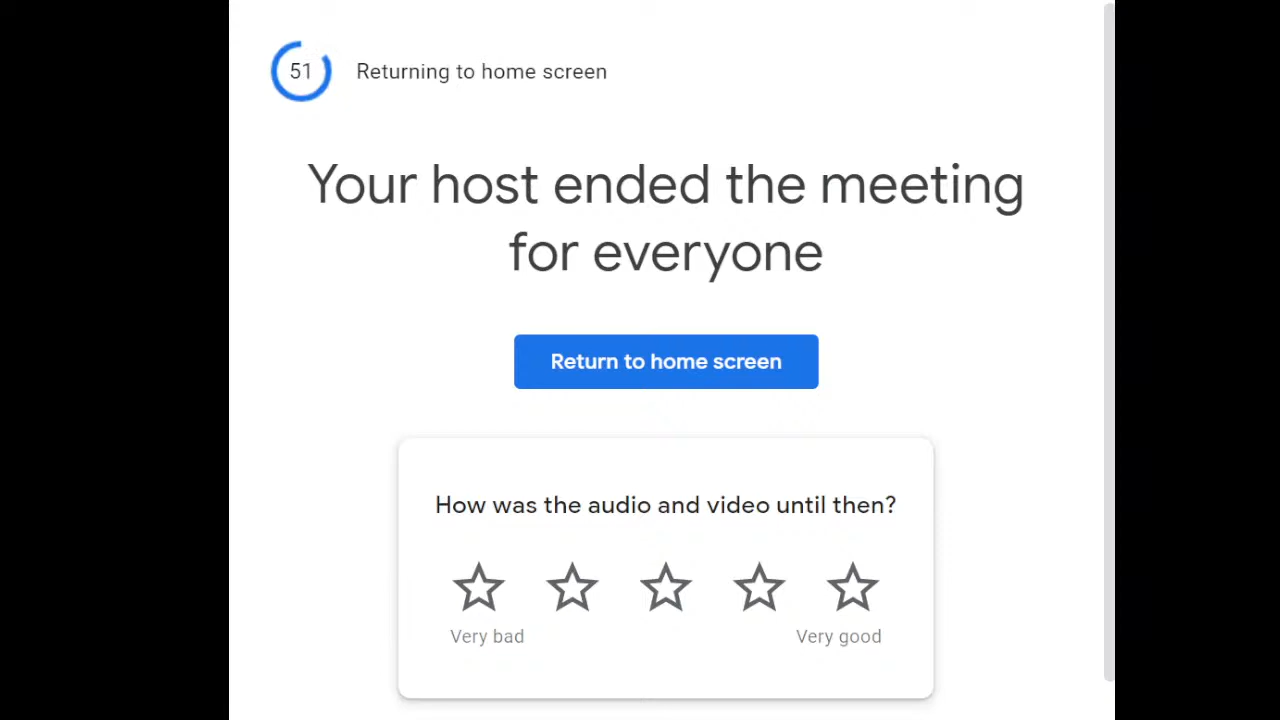 51 Returning to home screen
Your host ended the meeting
for everyone
Return to home screen
How was the audio and video until then?
Very bad Very good